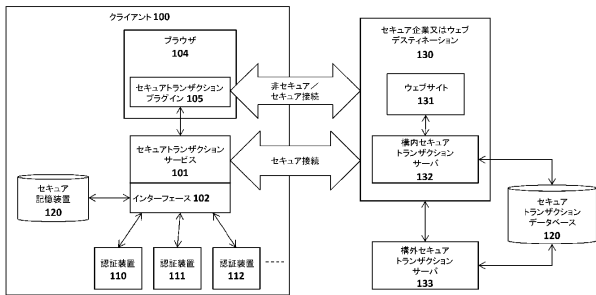 クライアント 100
ブラウザ
104
セキュアトランザクション
プラグイン 105
セキュアトランザクション
サービス
101
インターフェース 102
セキュア
記憶装置
120
認証装置
110
認証装置
111
認証装置
112
非セキュア／
セキュア接続
セキュア接続
セキュア企業又はウェブ
デスティネーション
130
ウェブサイト
131
構内セキュア
トランザクション
サーバ
132
構外セキュア
トランザクション
サーバ
133
セキュア
トランザクション
データベース
120